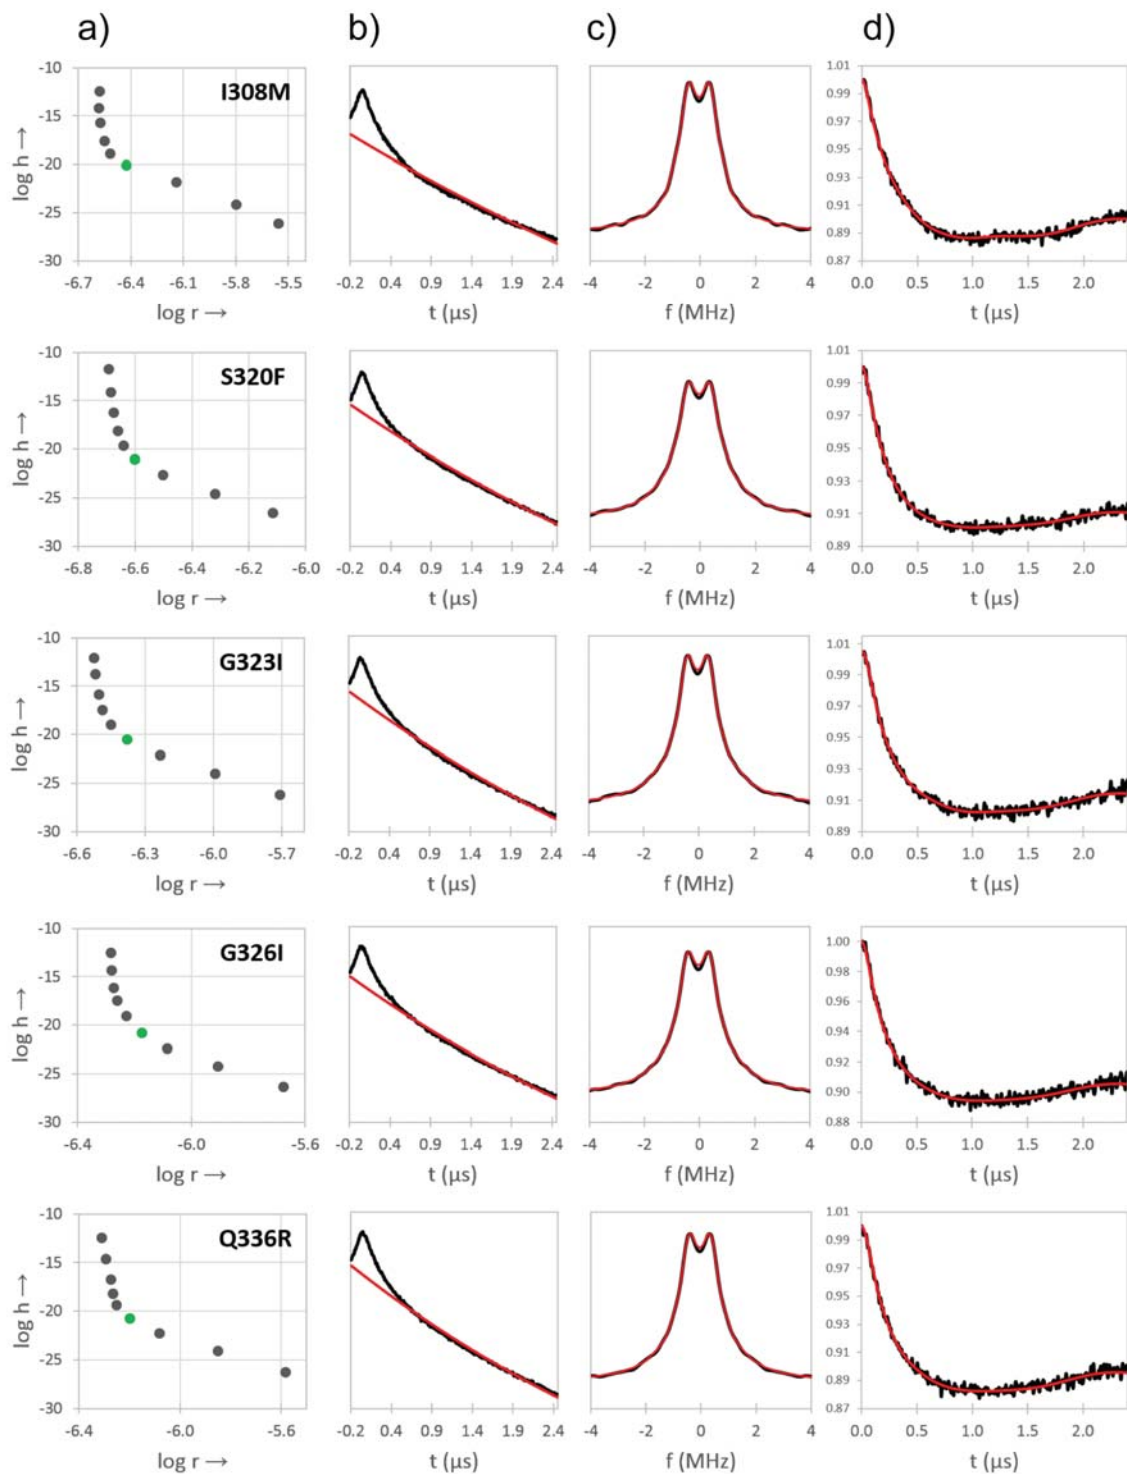 a) b) c) d)
I308M
log h →
-10
-15
-20
-25
-30
-6.7 -6.4 -6.1 -5.8 -5.5
log r →
-0.2 0.4 0.9 1.4 1.9 2.4
t (μs)
-4 -2 0 2 4
f (MHz)
1.01
0.99
0.97
0.95
0.93
0.91
0.89
0.87
0.0 0.5 1.0 1.5 2.0
t (μs)
S320F
log h →
-10
-15
-20
-25
-30
-6.8 -6.6 -6.4 -6.2 -6.0
log r →
-0.2 0.4 0.9 1.4 1.9 2.4
t (μs)
-4 -2 0 2 4
f (MHz)
1.01
0.99
0.97
0.95
0.93
0.91
0.89
0.0 0.5 1.0 1.5 2.0
t (μs)
G323I
log h →
-10
-15
-20
-25
-30
-6.6 -6.3 -6.0 -5.7
log r →
-0.2 0.4 0.9 1.4 1.9 2.4
t (μs)
-4 -2 0 2 4
f (MHz)
1.01
0.99
0.97
0.95
0.93
0.91
0.89
0.0 0.5 1.0 1.5 2.0
t (μs)
G326I
log h →
-10
-15
-20
-25
-30
-6.4 -6.0 -5.6
log r →
-0.2 0.4 0.9 1.4 1.9 2.4
t (μs)
-4 -2 0 2 4
f (MHz)
1.00
0.98
0.96
0.94
0.92
0.90
0.88
0.0 0.5 1.0 1.5 2.0
t (μs)
Q336R
log h →
-10
-15
-20
-25
-30
-6.4 -6.0 -5.6
log r →
-0.2 0.4 0.9 1.4 1.9 2.4
t (μs)
-4 -2 0 2 4
f (MHz)
1.01
0.99
0.97
0.95
0.93
0.91
0.89
0.87
0.0 0.5 1.0 1.5 2.0
t (μs)